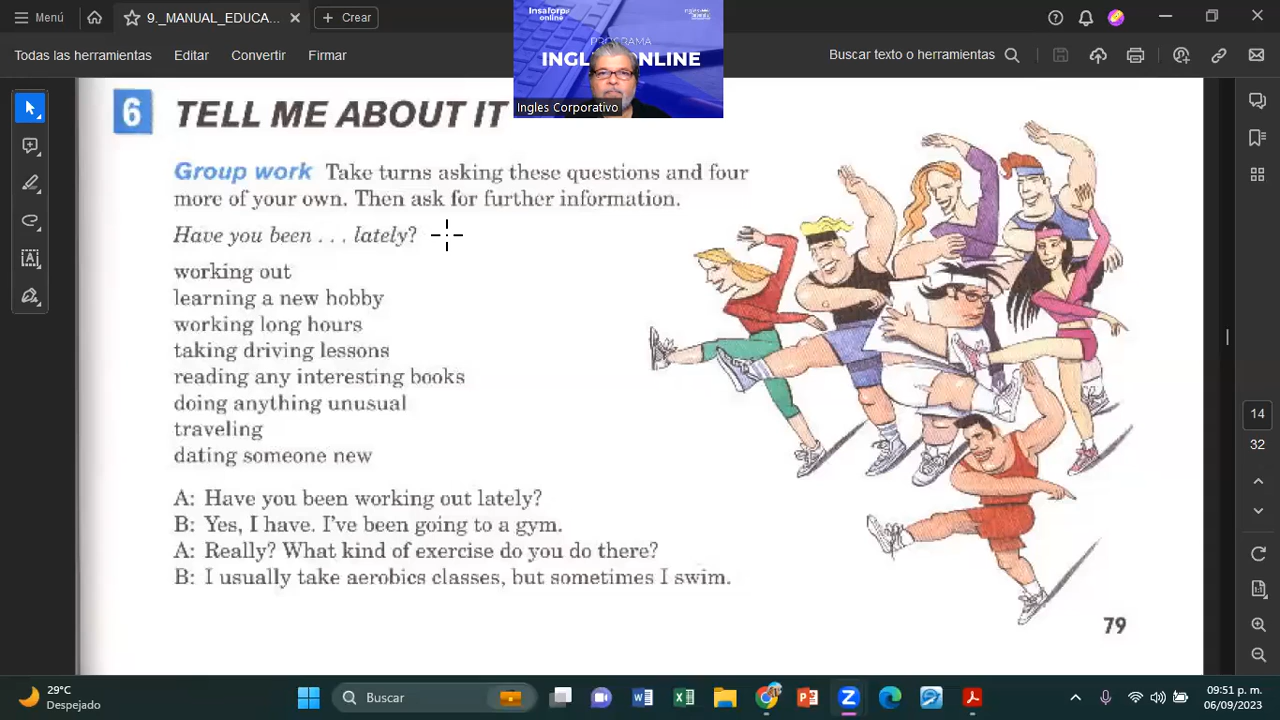 Menú
9._MANUAL_EDUCA...
Crear
Insaforp
online
PROGRAMA
Ingles Corporativo
Todas las herramientas
Editar
Convertir
Firmar
Buscar texto o herramientas
6
TELL ME ABOUT IT
Group work Take turns asking these questions and four
more of your own. Then ask for further information.
Have you been . . . lately?
working out
learning a new hobby
working long hours
taking driving lessons
reading any interesting books
doing anything unusual
traveling
dating someone new
A: Have you been working out lately?
B: Yes, I have. I've been going to a gym.
A: Really? What kind of exercise do you do there?
B: I usually take aerobics classes, but sometimes I swim.
79
14
32
29°C
Despejado
Buscar
09:51 p. m.
06/09/2023